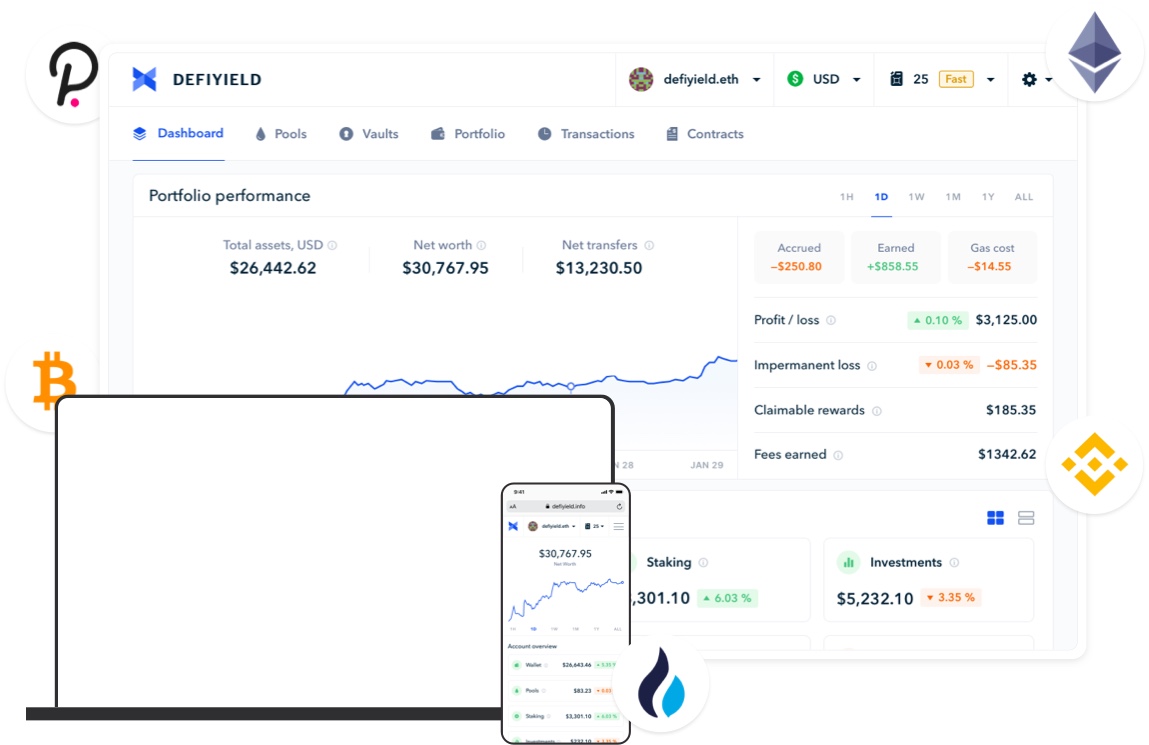 DEFIYIELD
defiyield.eth
USD
25 Fast
Dashboard Pools Vaults Portfolio Transactions Contracts
Portfolio performance
1H 1D 1W 1M 1Y ALL
Total assets, USD Net worth Net transfers
$26,442.62 $30,767.95 $13,230.50
Accrued Earned Gas cost
−$250.80 +$858.55 −$14.55
Profit / loss 0.10 % $3,125.00
Impermanent loss 0.03 % −$85.35
Claimable rewards $185.35
Fees earned $1342.62
28 JAN 29
Staking Investments
,301.10 6.03 % $5,232.10 3.35 %
9:41
AA defiyield.info
defiyield.eth 25
$30,767.95
Net Worth
1H 1D 1W 1M 1Y ALL
Account overview
Wallet $26,643.46
Pools $83.23
Staking $3,301.10 6.03 %